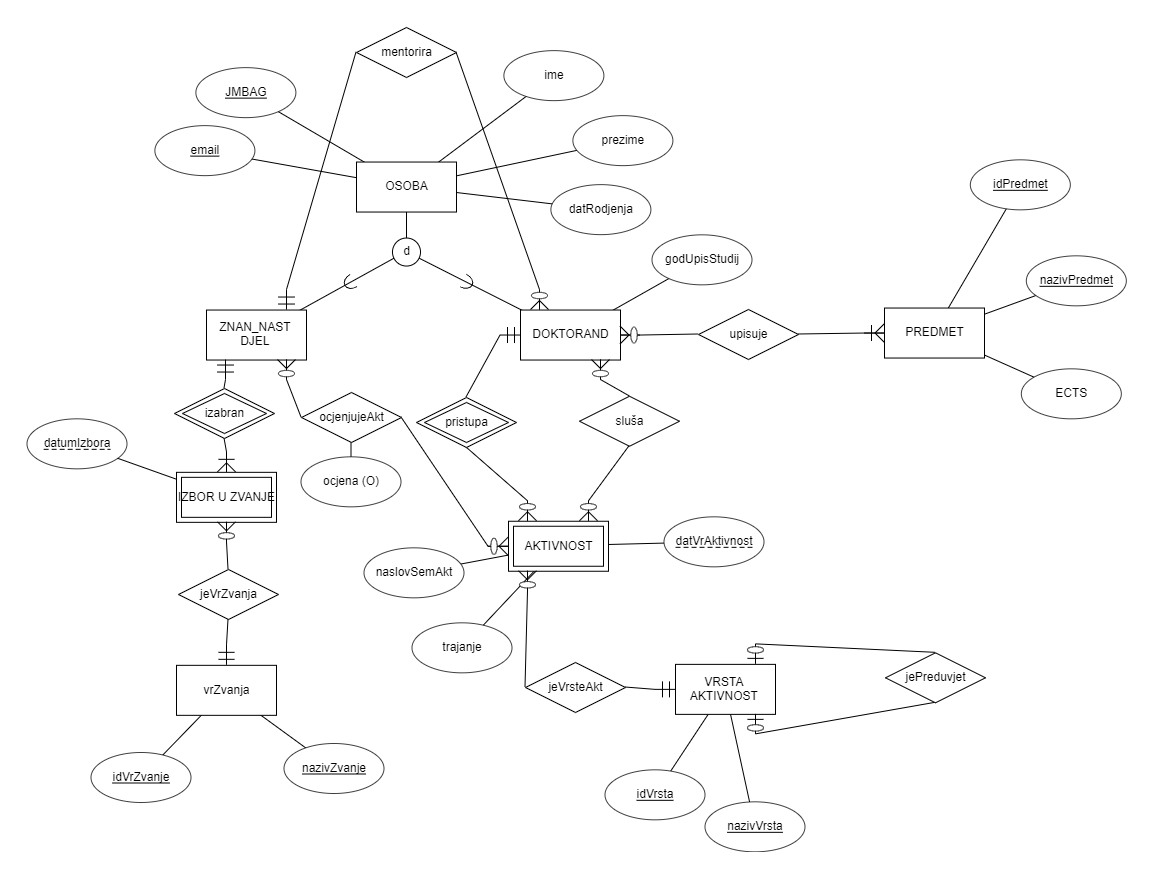 mentorira
ime
JMBAG
prezime
email
OSOBA
idPredmet
datRodjenja
d
godUpisStudij
nazivPredmet
ZNAN_NAST
DJEL
DOKTORAND
upisuje
PREDMET
ECTS
izabran
ocjenjujeAkt
pristupa
sluša
datumIzbora
ocjena (O)
IZBOR U ZVANJE
AKTIVNOST
datVrAktivnost
naslovSemAkt
jeVrZvanja
trajanje
jePreduvjet
vrZvanja
jeVrsteAkt
VRSTA
AKTIVNOST
idVrZvanje
nazivZvanje
idVrsta
nazivVrsta